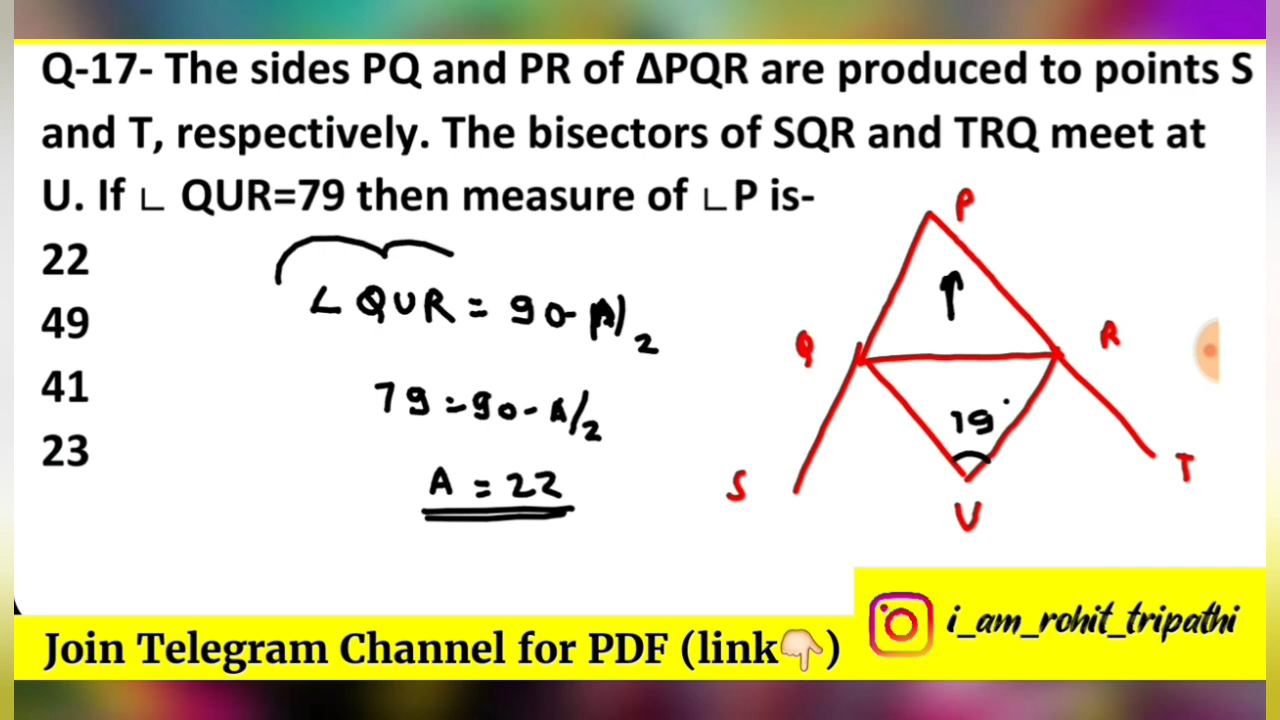 Q-17- The sides PQ and PR of ΔPQR are produced to points S
and T, respectively. The bisectors of SQR and TRQ meet at
U. If ∟ QUR=79 then measure of ∟P is-
22
49
41
23
∠ QUR = 90-A/2
79 = 90 - A/2
A = 22
P
Q
R
79°
S
T
U
Join Telegram Channel for PDF (link👇)
i_am_rohit_tripathi